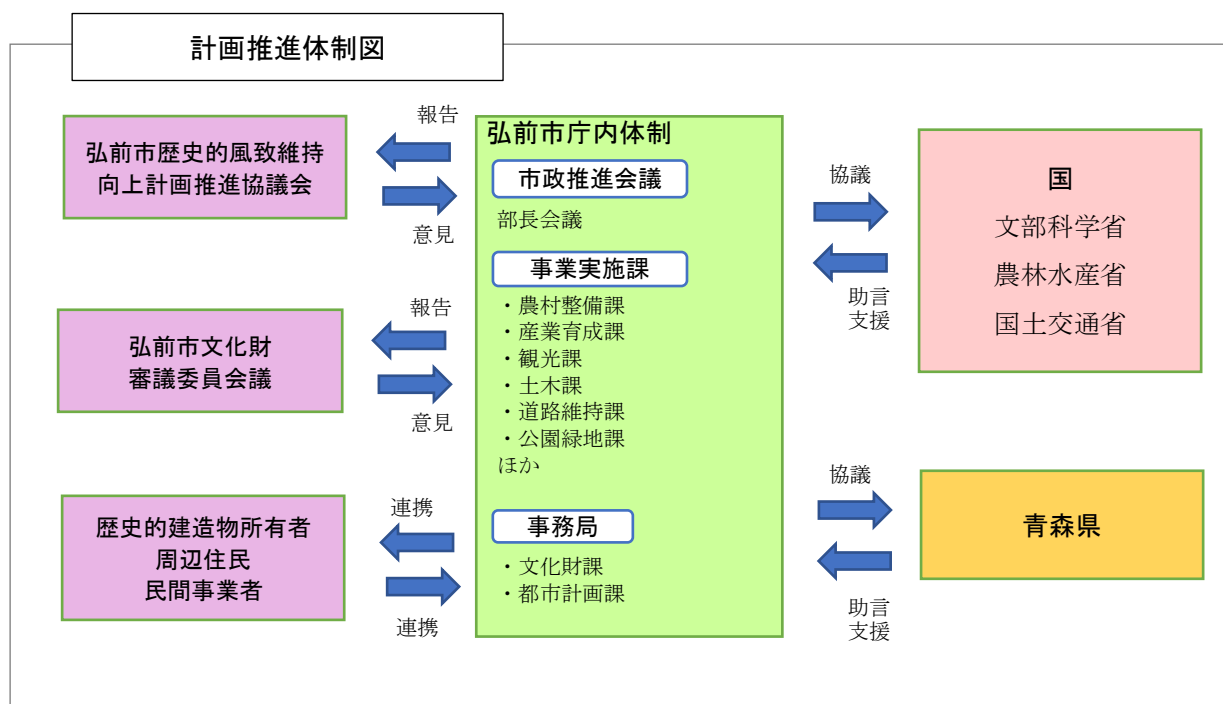 計画推進体制図
報告
弘前市歴史的風致維持
向上計画推進協議会
意見
報告
弘前市文化財
審議委員会議
意見
連携
歴史的建造物所有者
周辺住民
民間事業者
連携
弘前市庁内体制
市政推進会議
部長会議
事業実施課
・農村整備課
・産業育成課
・観光課
・土木課
・道路維持課
・公園緑地課
ほか
事務局
・文化財課
・都市計画課
協議
国
文部科学省
農林水産省
国土交通省
助言
支援
協議
青森県
助言
支援